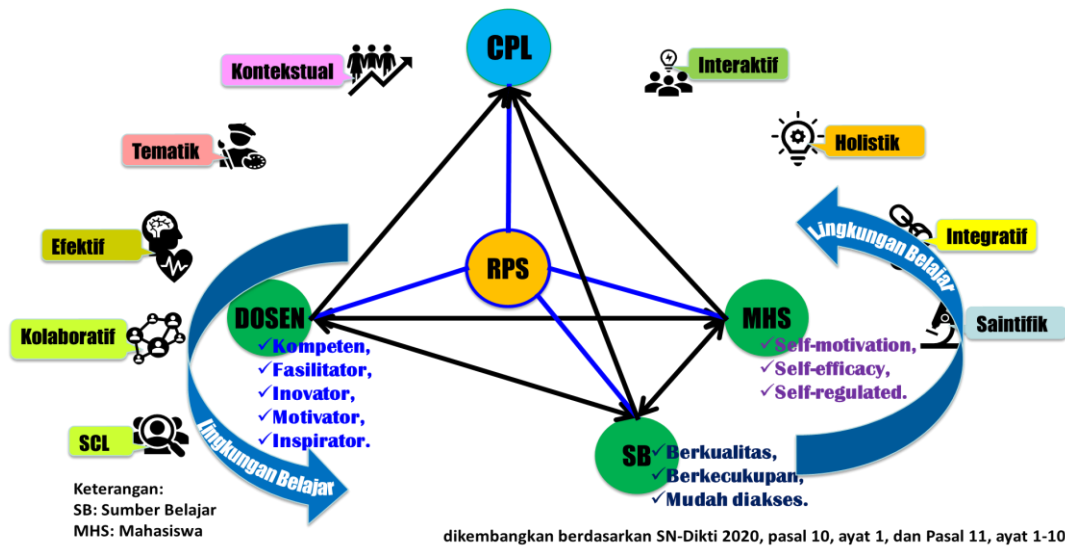 CPL
Kontekstual
Interaktif
Tematik
Holistik
Efektif
RPS
Lingkungan Belajar
Integratif
Kolaboratif
DOSEN
MHS
Saintifik
✓Kompeten,
✓Fasilitator,
✓Inovator,
✓Motivator,
✓Inspirator.
✓Self-motivation,
✓Self-efficacy,
✓Self-regulated.
SCL
Lingkungan Belajar
SB
✓Berkualitas,
✓Berkecukupan,
✓Mudah diakses.
Keterangan:
SB: Sumber Belajar
MHS: Mahasiswa
dikembangkan berdasarkan SN-Dikti 2020, pasal 10, ayat 1, dan Pasal 11, ayat 1-10